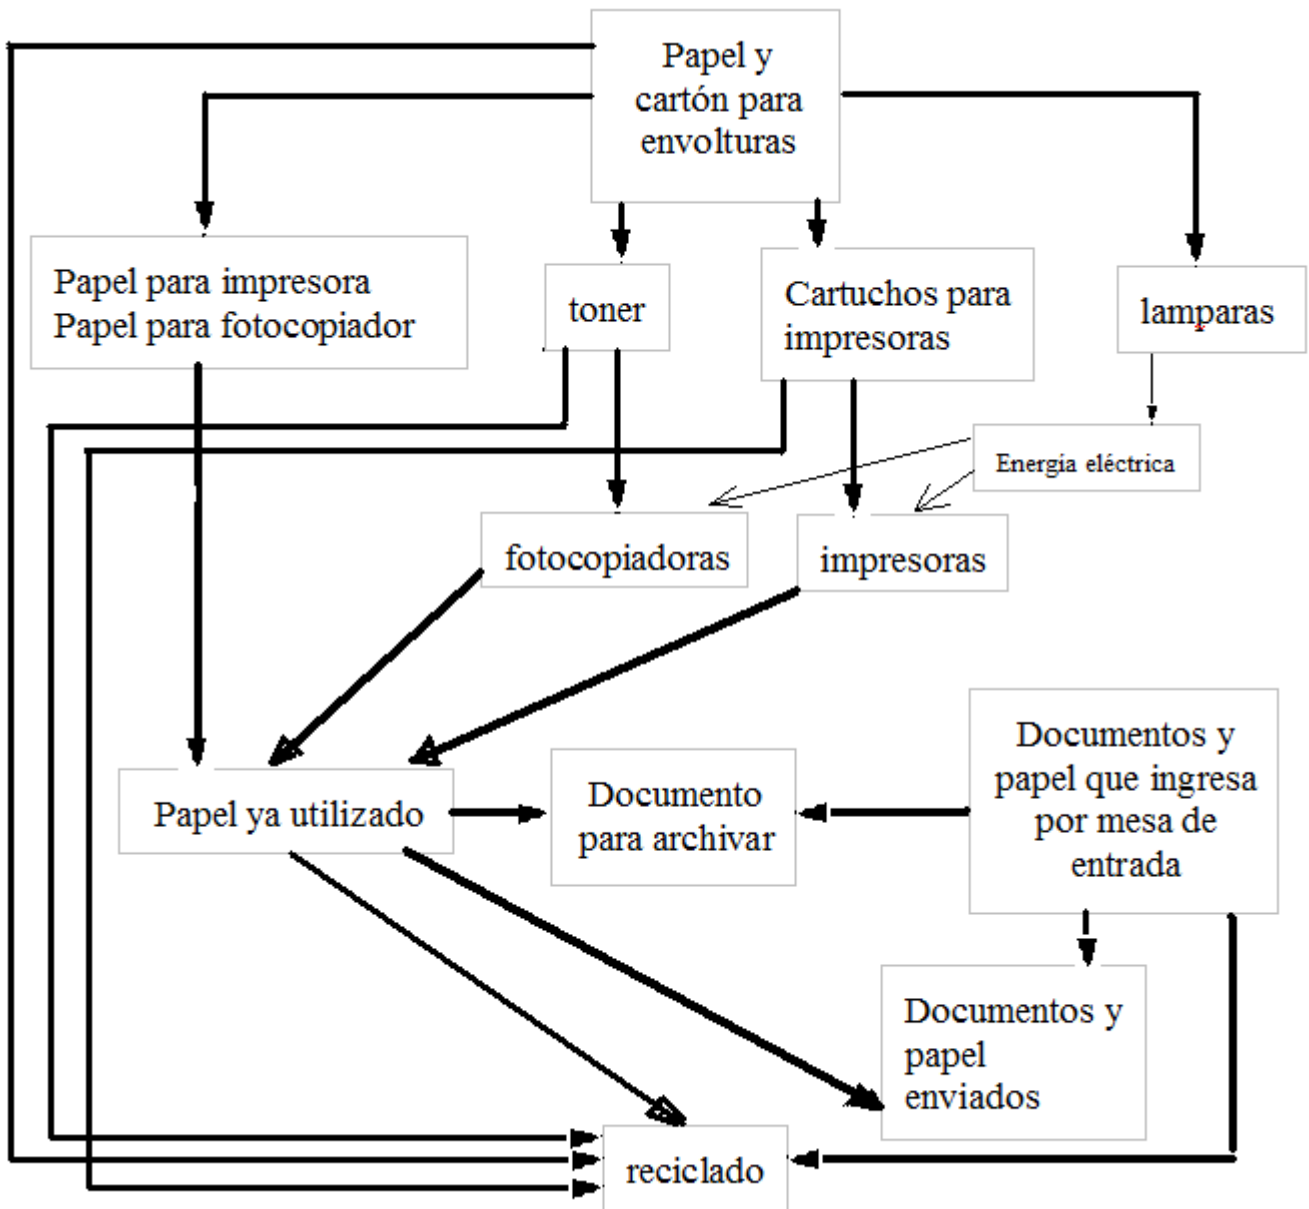 Papel y
cartón para
envolturas
Papel para impresora
Papel para fotocopiador
toner
Cartuchos para
impresoras
lamparas
Energía eléctrica
fotocopiadoras
impresoras
Papel ya utilizado
Documento
para archivar
Documentos y
papel que ingresa
por mesa de
entrada
Documentos y
papel
enviados
reciclado